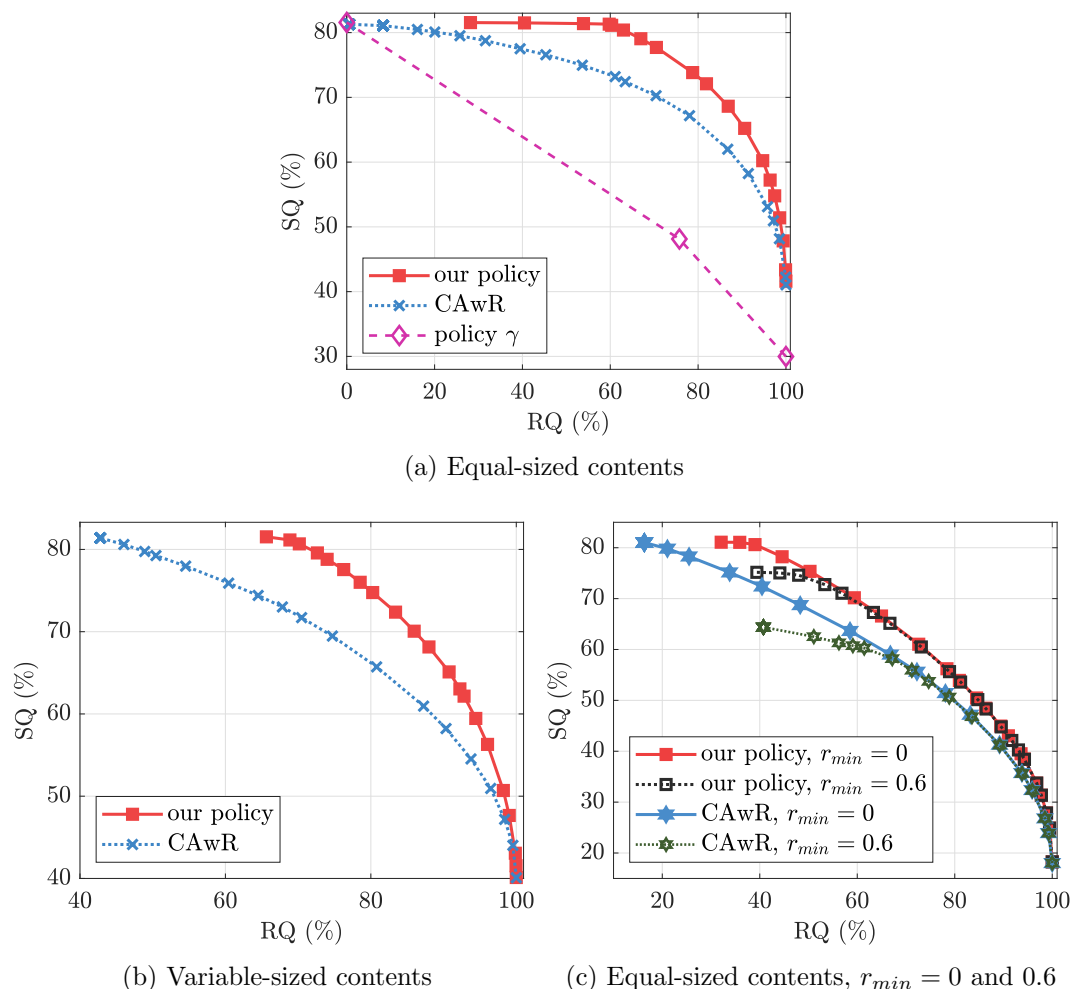 80
70
60
50
40
30
SQ (%)
our policy
CAwR
policy γ
0
20
40
60
80
100
RQ (%)
(a) Equal-sized contents
80
70
60
50
40
SQ (%)
our policy
CAwR
40
60
80
100
RQ (%)
(b) Variable-sized contents
80
70
60
50
40
30
20
SQ (%)
our policy, r_min = 0
our policy, r_min = 0.6
CAwR, r_min = 0
CAwR, r_min = 0.6
20
40
60
80
100
RQ (%)
(c) Equal-sized contents, r_min = 0 and 0.6